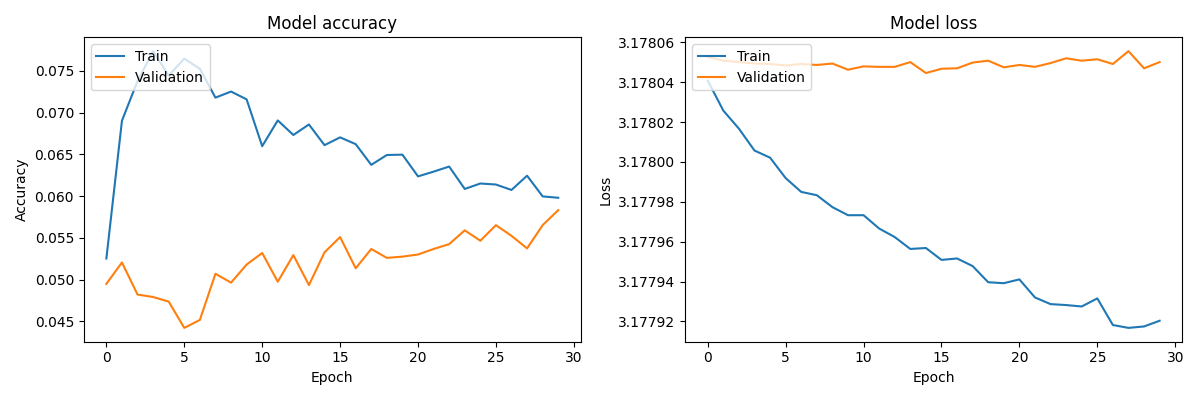 Model accuracy
Train
Validation
0.075
0.070
0.065
0.060
0.055
0.050
0.045
Accuracy
0 5 10 15 20 25 30
Epoch
Model loss
Train
Validation
3.17806
3.17804
3.17802
3.17800
3.17798
3.17796
3.17794
3.17792
Loss
0 5 10 15 20 25 30
Epoch